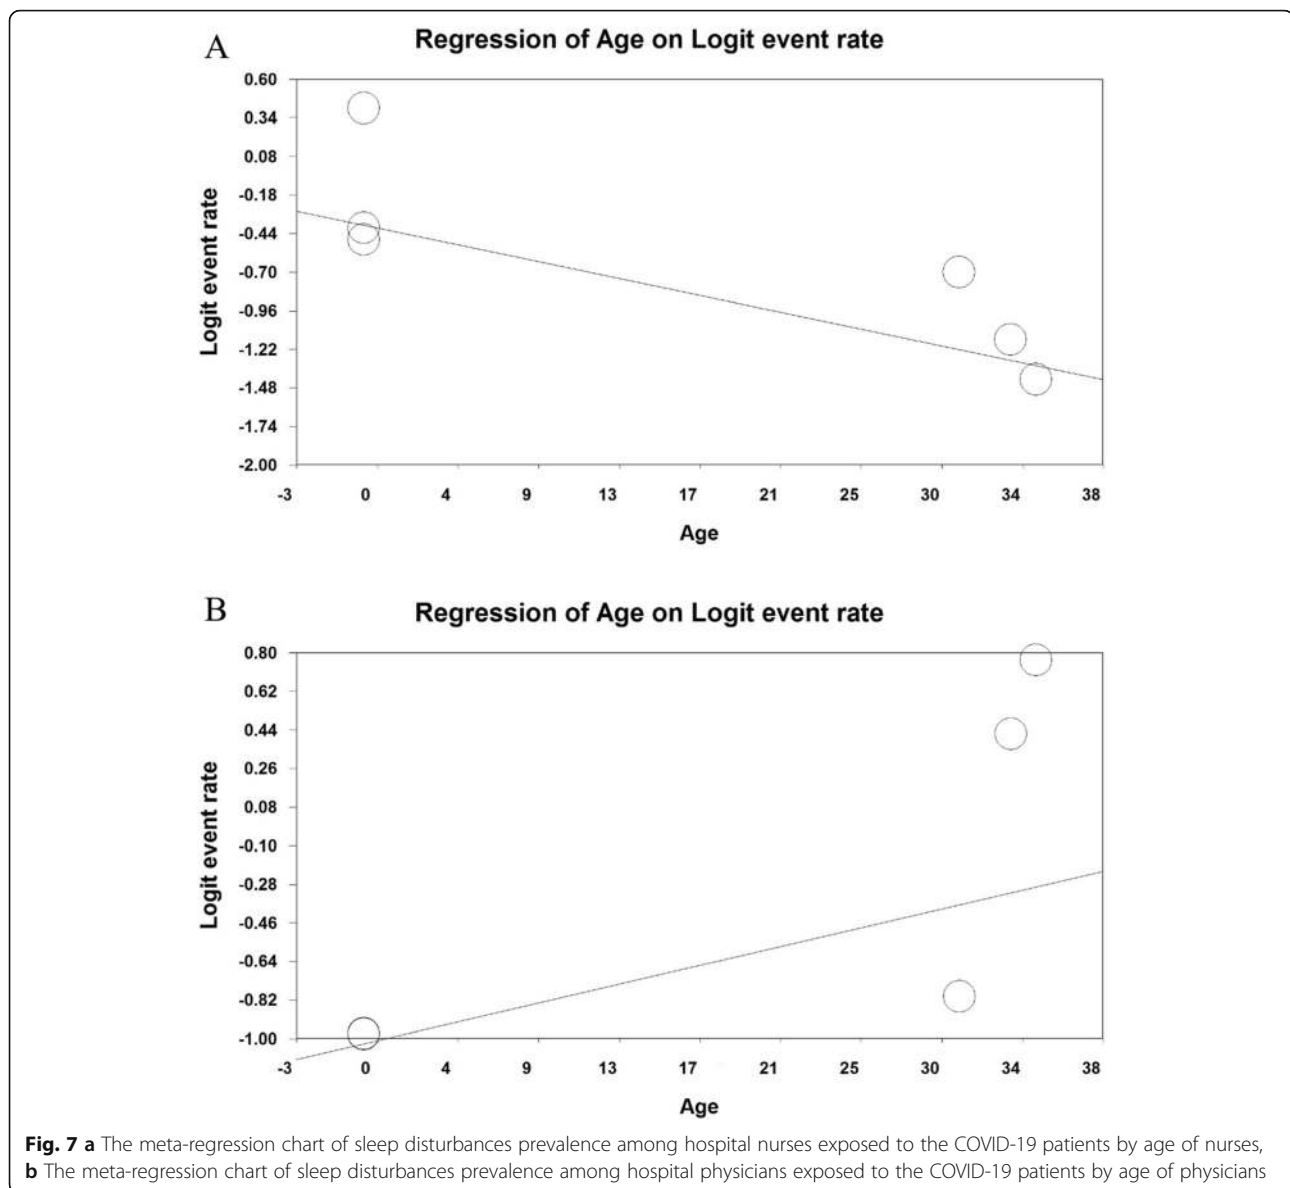 A
Regression of Age on Logit event rate
0.60
0.34
0.08
-0.18
-0.44
-0.70
-0.96
-1.22
-1.48
-1.74
-2.00
Logit event rate
-3 0 4 9 13 17 21 25 30 34 38
Age
B
Regression of Age on Logit event rate
0.80
0.62
0.44
0.26
0.08
-0.10
-0.28
-0.46
-0.64
-0.82
-1.00
Logit event rate
-3 0 4 9 13 17 21 25 30 34 38
Age
Fig. 7 a The meta-regression chart of sleep disturbances prevalence among hospital nurses exposed to the COVID-19 patients by age of nurses,
b The meta-regression chart of sleep disturbances prevalence among hospital physicians exposed to the COVID-19 patients by age of physicians